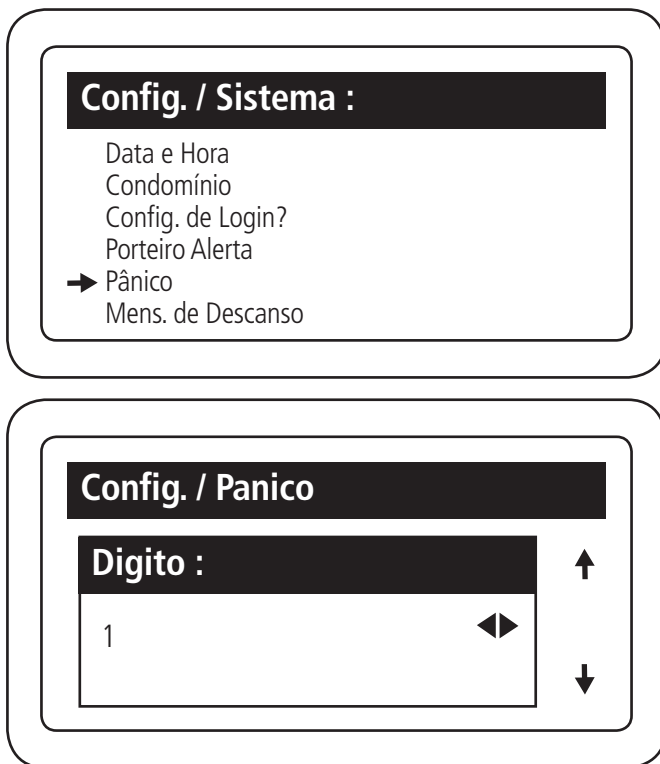 Config. / Sistema :
Data e Hora
Condomínio
Config. de Login?
Porteiro Alerta
Pânico
Mens. de Descanso
Config. / Panico
Digito :
1